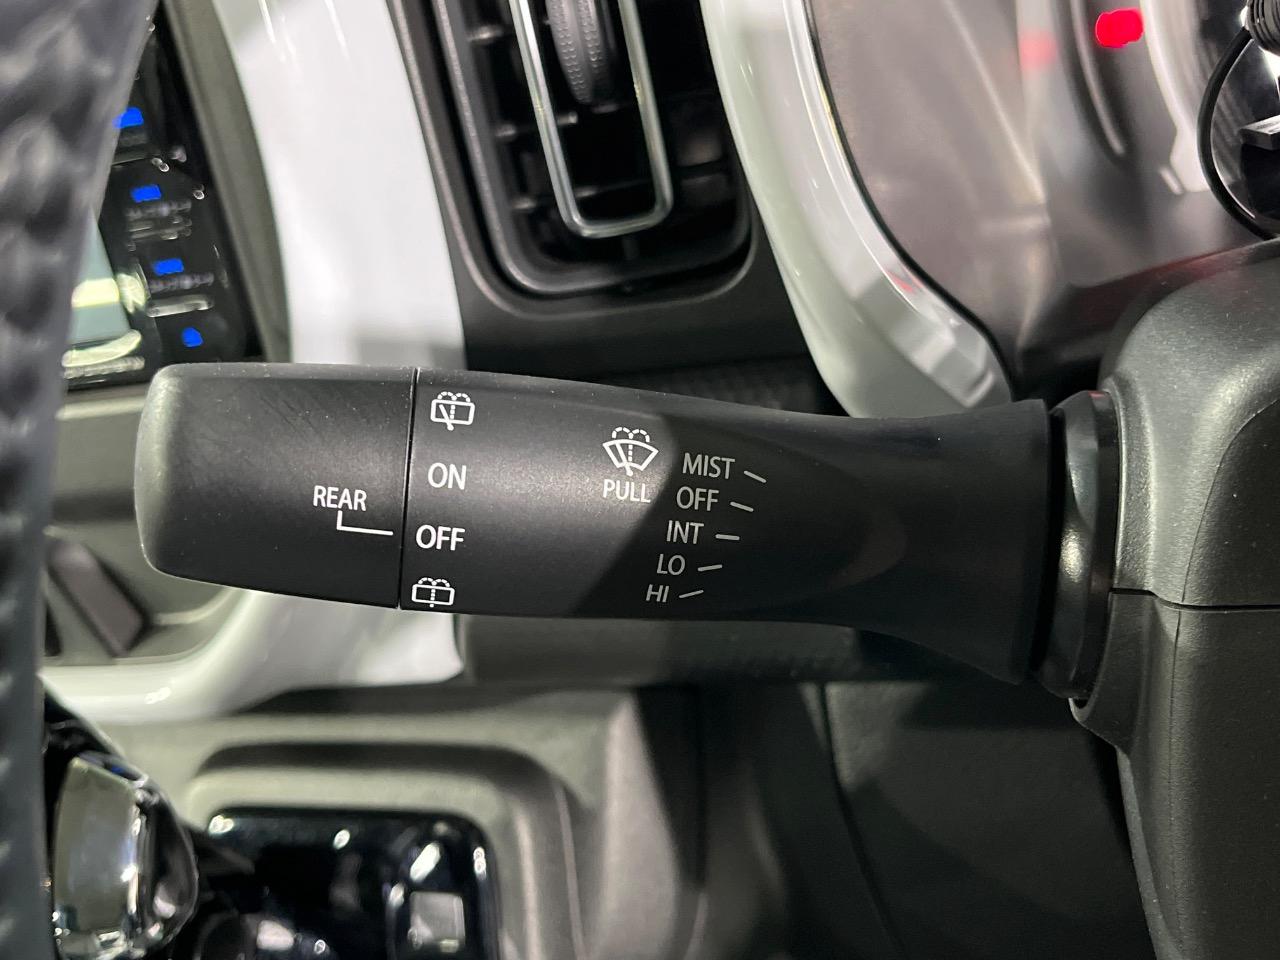 ON
REAR
OFF
PULL
MIST
OFF
INT
LO
HI